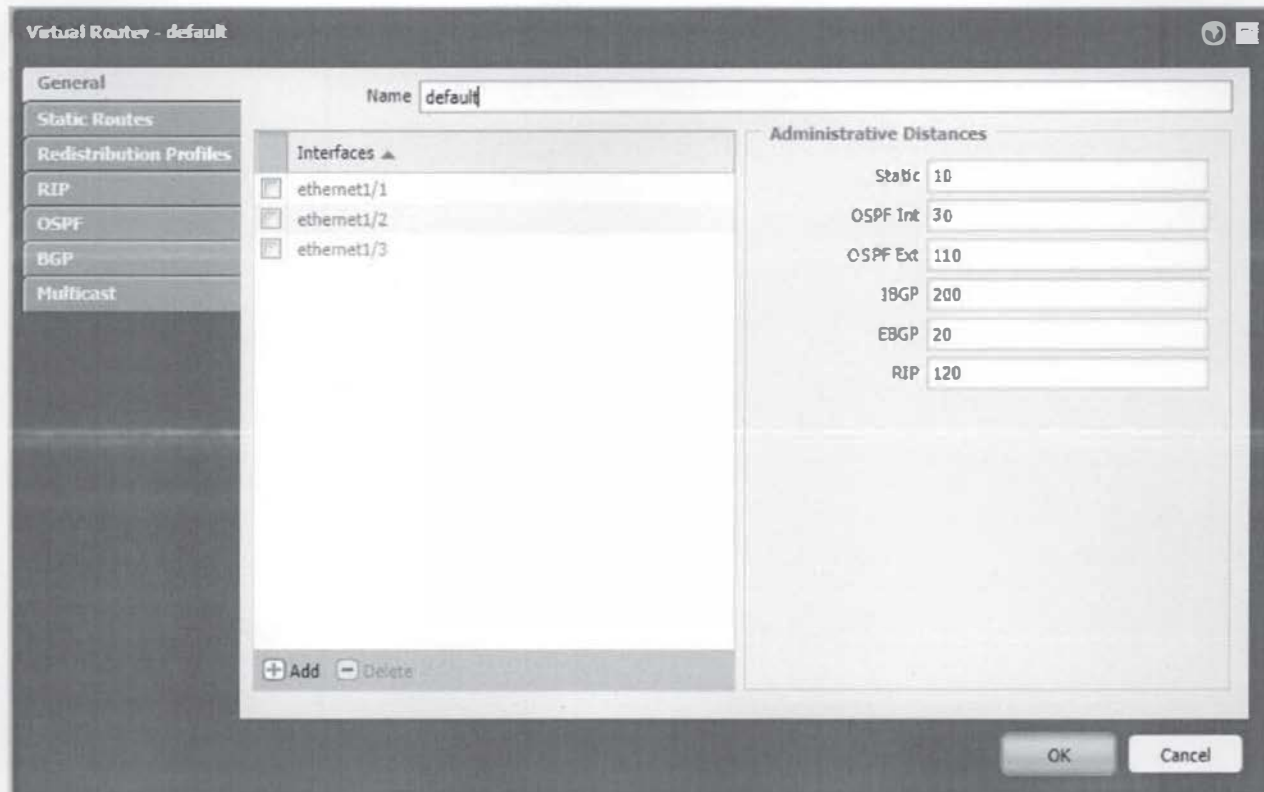 Virtual Router - default
General
Static Routes
Redistribution Profiles
RIP
OSPF
BGP
Multicast
Name default
Interfaces
ethernet1/1
ethernet1/2
ethernet1/3
Add Delete
Administrative Distances
Static 10
OSPF Int 30
OSPF Ext 110
IBGP 200
EBGP 20
RIP 120
OK Cancel